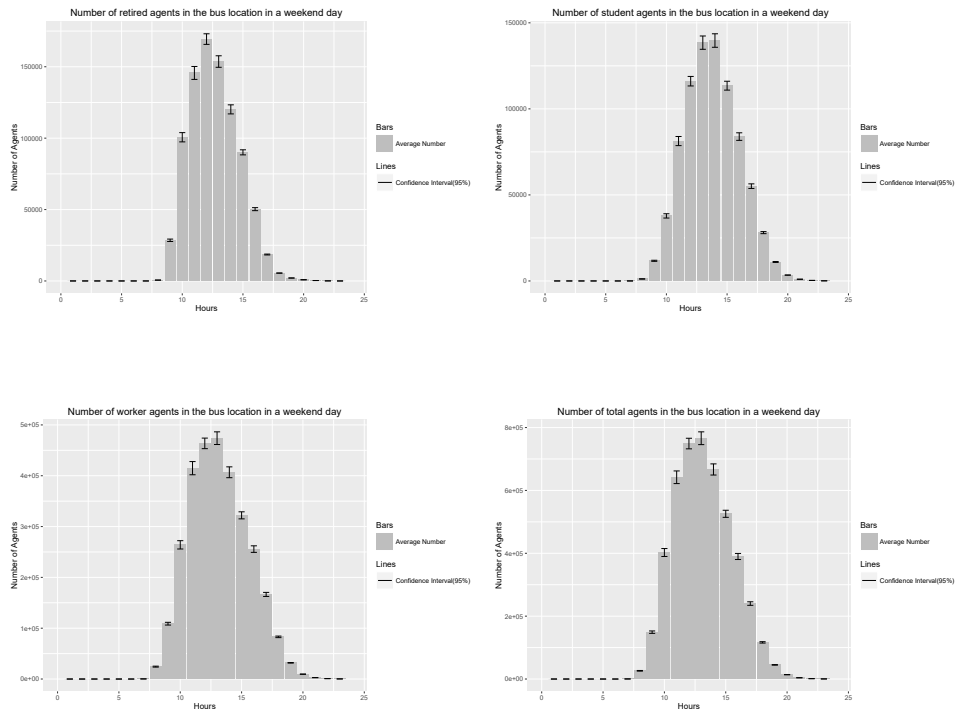 Number of retired agents in the bus location in a weekend day
Number of Agents
150000
100000
50000
0
0 5 10 15 20 25
Hours
Bars
Average Number
Lines
Confidence Interval(95%)
Number of student agents in the bus location in a weekend day
Number of Agents
150000
100000
50000
0
0 5 10 15 20 25
Hours
Bars
Average Number
Lines
Confidence Interval(95%)
Number of worker agents in the bus location in a weekend day
Number of Agents
5e+05
4e+05
3e+05
2e+05
1e+05
0e+00
0 5 10 15 20 25
Hours
Bars
Average Number
Lines
Confidence Interval(95%)
Number of total agents in the bus location in a weekend day
Number of Agents
8e+05
6e+05
4e+05
2e+05
0e+00
0 5 10 15 20 25
Hours
Bars
Average Number
Lines
Confidence Interval(95%)